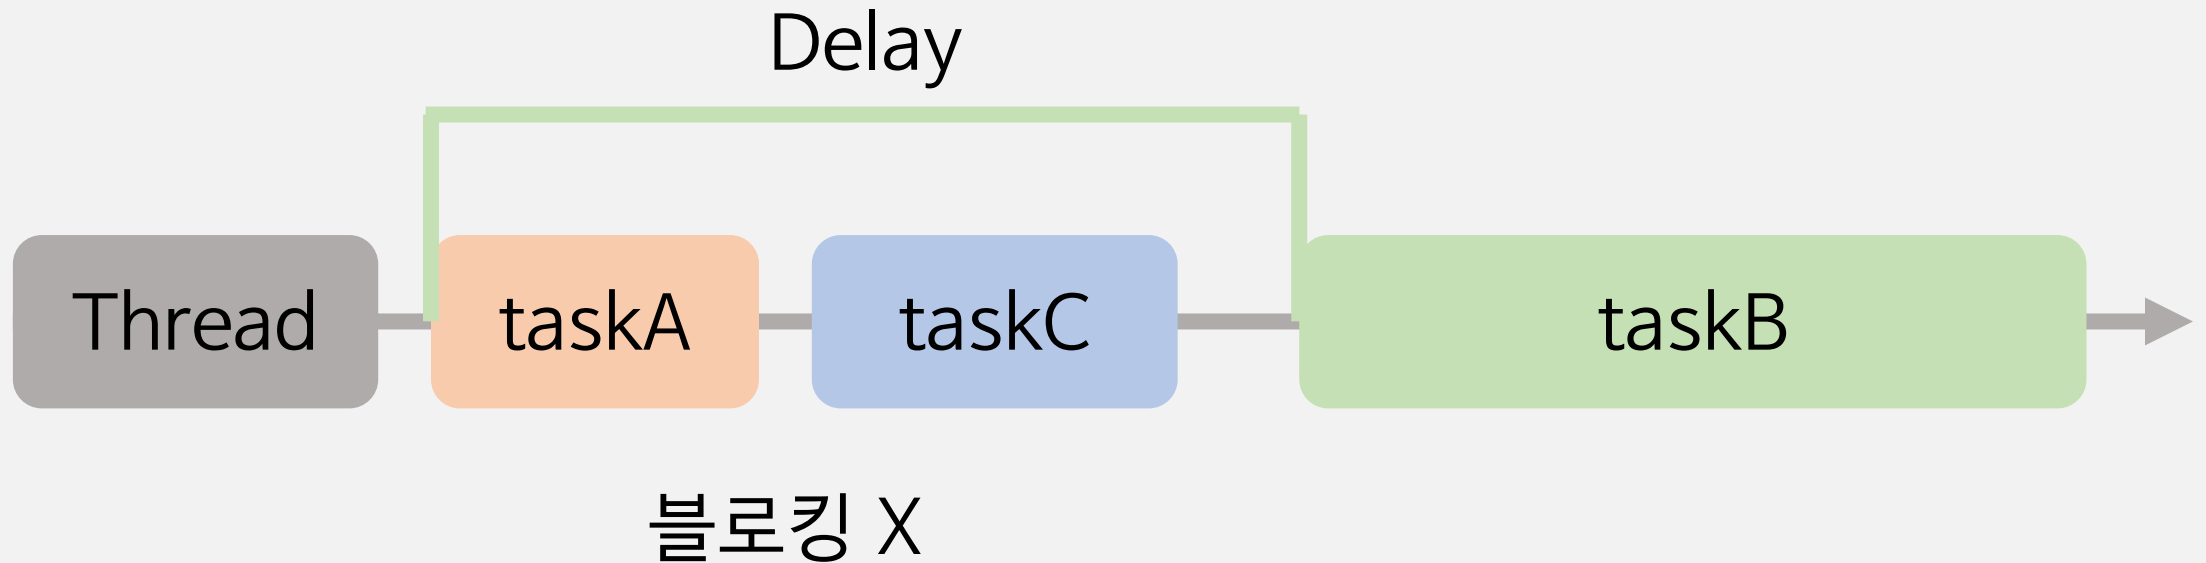 Delay
Thread
taskA
taskC
taskB
블로킹 X